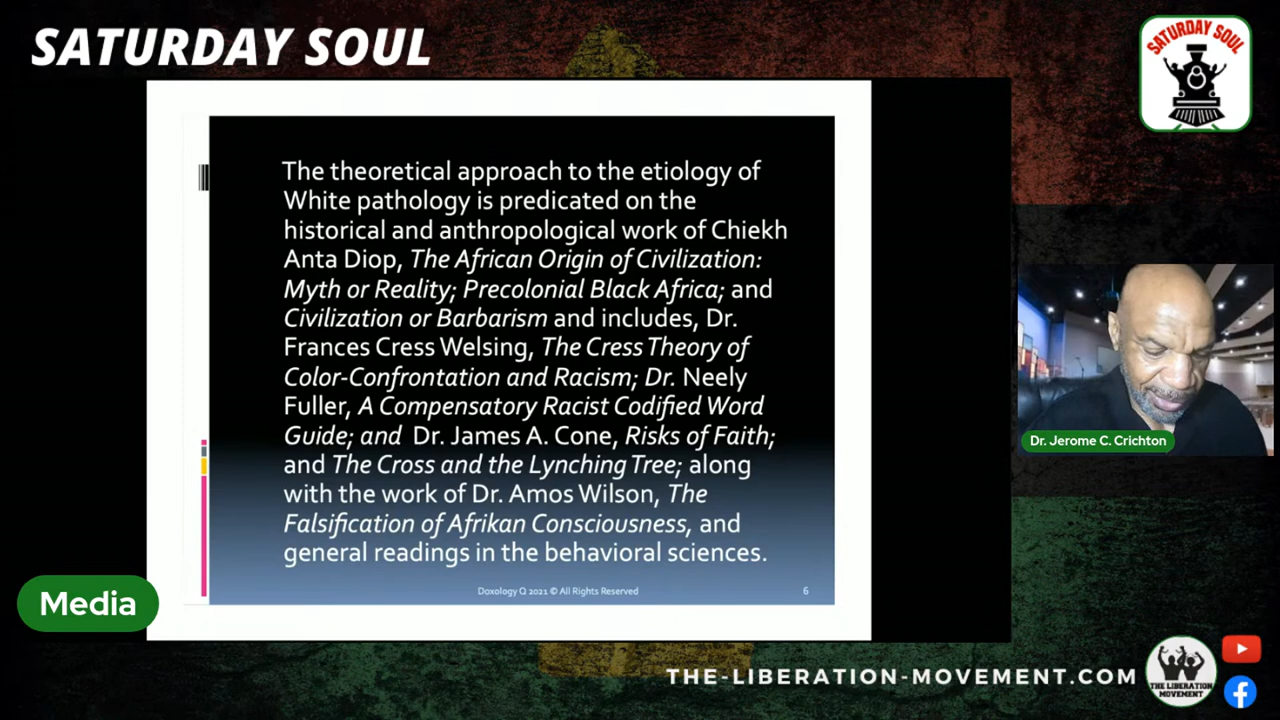 SATURDAY SOUL
SATURDAY SOUL
The theoretical approach to the etiology of
White pathology is predicated on the
historical and anthropological work of Chiekh
Anta Diop, The African Origin of Civilization:
Myth or Reality; Precolonial Black Africa; and
Civilization or Barbarism and includes, Dr.
Frances Cress Welsing, The Cress Theory of
Color-Confrontation and Racism; Dr. Neely
Fuller, A Compensatory Racist Codified Word
Guide; and Dr. James A. Cone, Risks of Faith;
and The Cross and the Lynching Tree; along
with the work of Dr. Amos Wilson, The
Falsification of Afrikan Consciousness, and
general readings in the behavioral sciences.
Doxology Q 2021 © All Rights Reserved 6
Dr. Jerome C. Crichton
Media
THE-LIBERATION-MOVEMENT.COM
THE LIBERATION
MOVEMENT